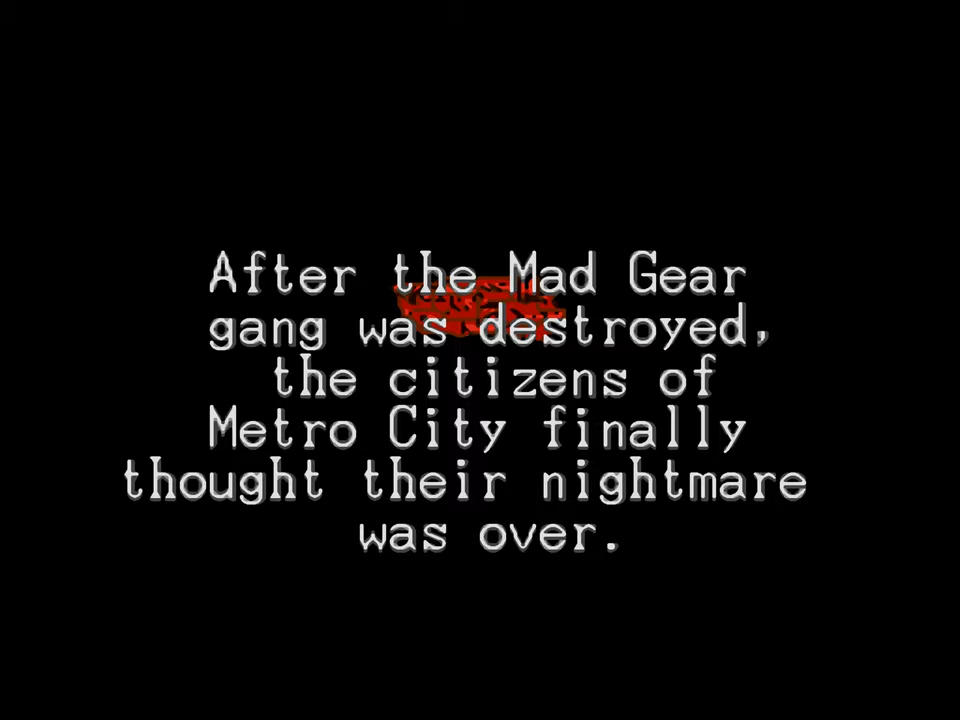 After the Mad Gear
gang was destroyed,
the citizens of
Metro City finally
thought their nightmare
was over.